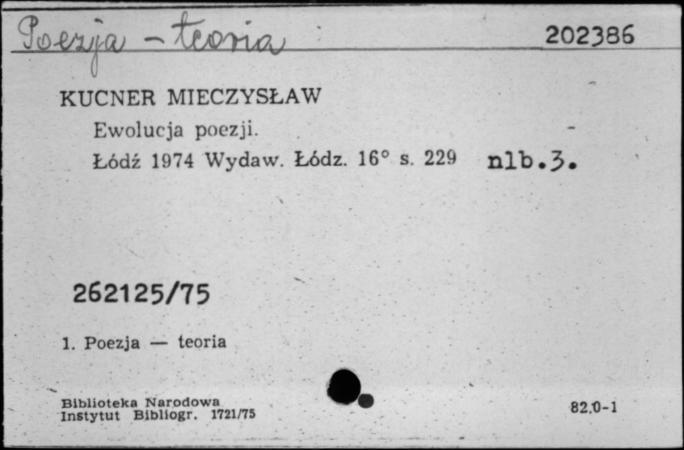 Poezja – teoria 202386
KUCNER MIECZYSŁAW
Ewolucja poezji.
Łódź 1974 Wydaw. Łódz. 16° s. 229 nlb.3.
262125/75
1. Poezja — teoria
Biblioteka Narodowa
Instytut Bibliogr. 1721/75 82.0-1